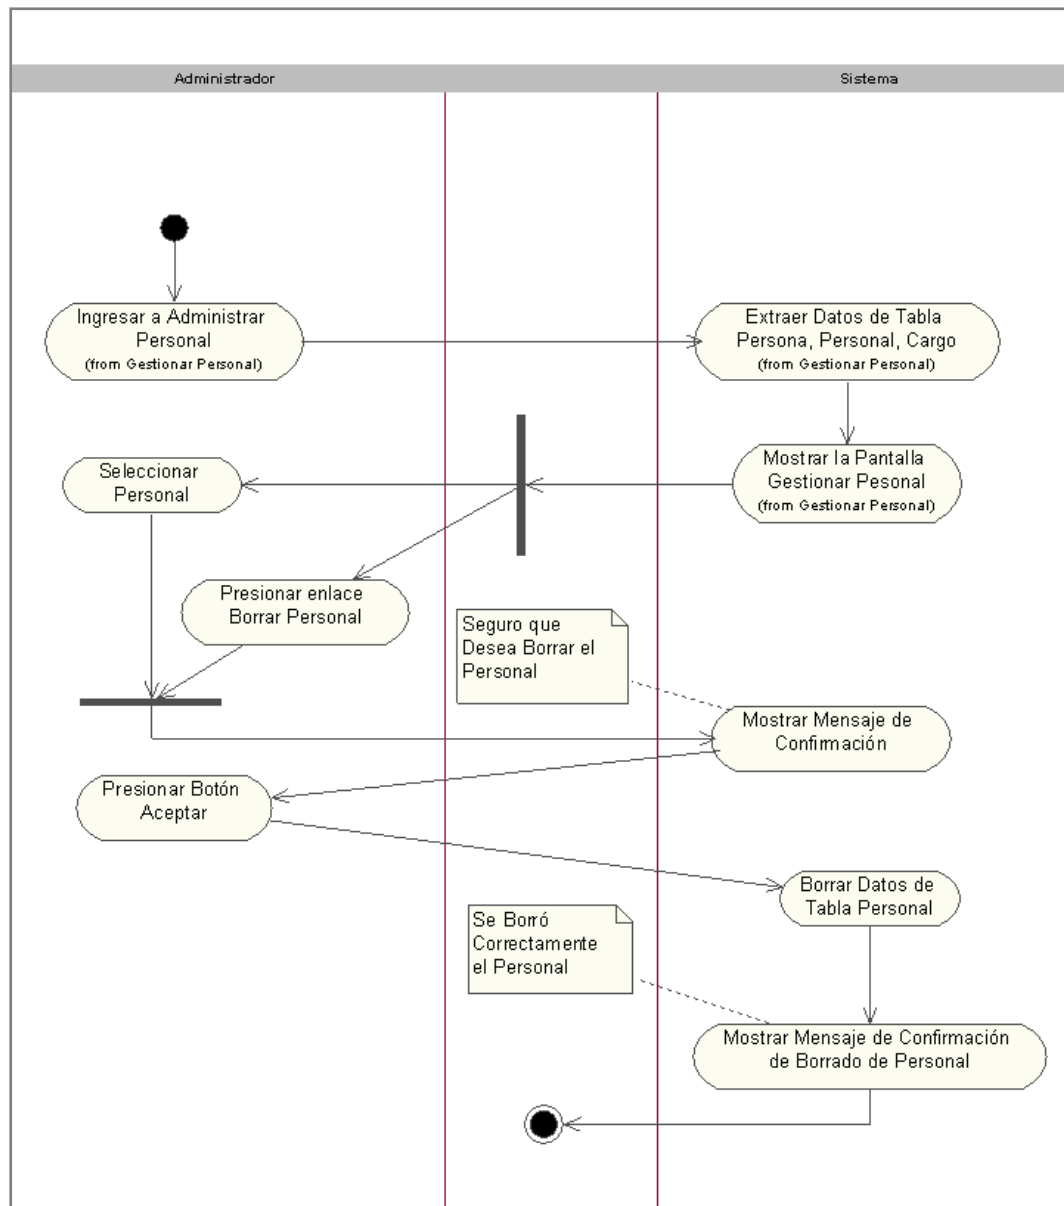 Administrador
Sistema
Ingresar a Administrar
Personal
(from Gestionar Personal)
Extraer Datos de Tabla
Persona, Personal, Cargo
(from Gestionar Personal)
Seleccionar
Personal
Mostrar la Pantalla
Gestionar Pesonal
(from Gestionar Personal)
Presionar enlace
Borrar Personal
Seguro que
Desea Borrar el
Personal
Mostrar Mensaje de
Confirmación
Presionar Botón
Aceptar
Borrar Datos de
Tabla Personal
Se Borró
Correctamente
el Personal
Mostrar Mensaje de Confirmación
de Borrado de Personal